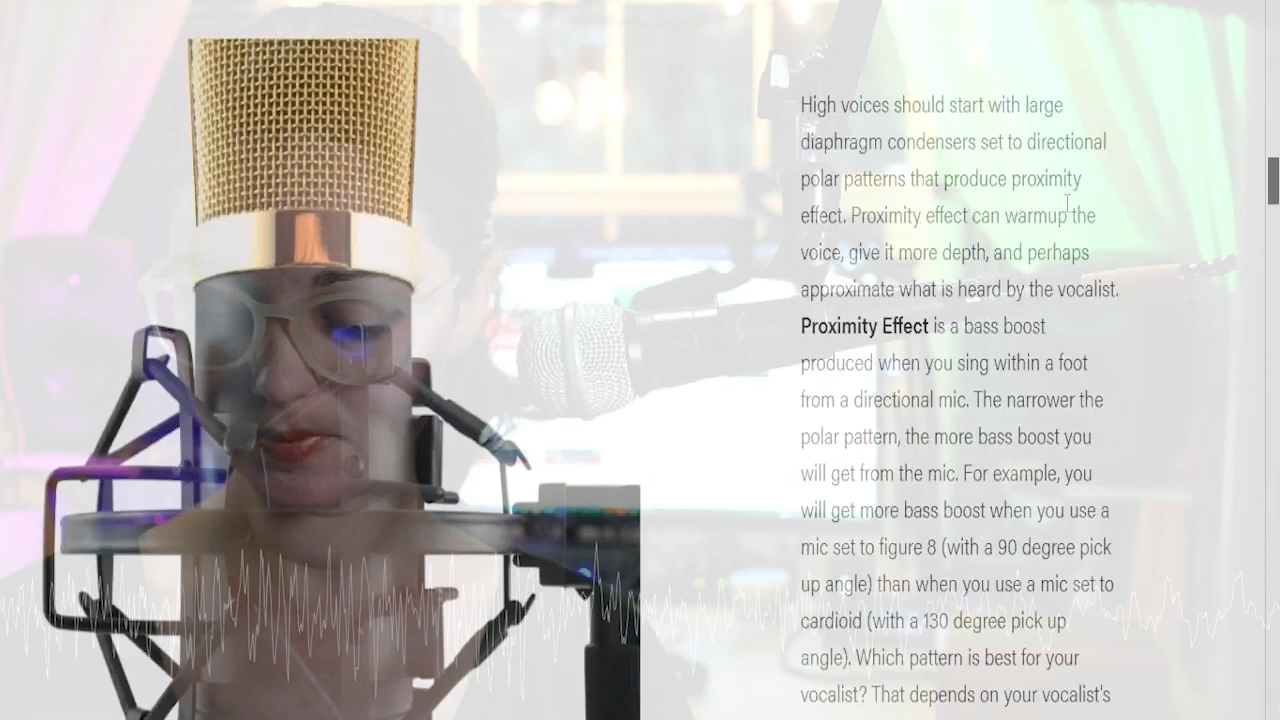 High voices should start with large
diaphragm condensers set to directional
polar patterns that produce proximity
effect. Proximity effect can warmup the
voice, give it more depth, and perhaps
approximate what is heard by the vocalist.
Proximity Effect is a bass boost
produced when you sing within a foot
from a directional mic. The narrower the
polar pattern, the more bass boost you
will get from the mic. For example, you
will get more bass boost when you use a
mic set to figure 8 (with a 90 degree pick
up angle) than when you use a mic set to
cardioid (with a 130 degree pick up
angle). Which pattern is best for your
vocalist? That depends on your vocalist's